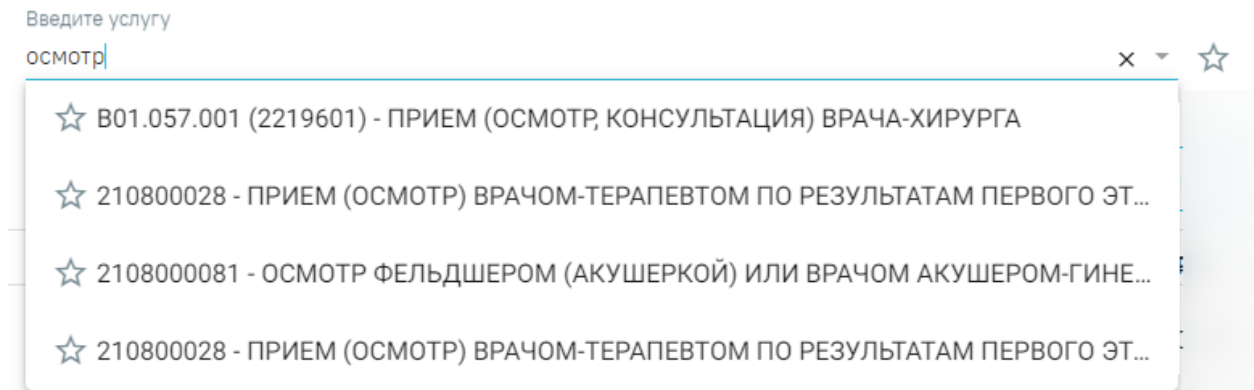 Введите услугу
осмотр
B01.057.001 (2219601) - ПРИЕМ (ОСМОТР, КОНСУЛЬТАЦИЯ) ВРАЧА-ХИРУРГА
210800028 - ПРИЕМ (ОСМОТР) ВРАЧОМ-ТЕРАПЕВТОМ ПО РЕЗУЛЬТАТАМ ПЕРВОГО ЭТ...
2108000081 - ОСМОТР ФЕЛЬДШЕРОМ (АКУШЕРКОЙ) ИЛИ ВРАЧОМ АКУШЕРОМ-ГИНЕ...
210800028 - ПРИЕМ (ОСМОТР) ВРАЧОМ-ТЕРАПЕВТОМ ПО РЕЗУЛЬТАТАМ ПЕРВОГО ЭТ...